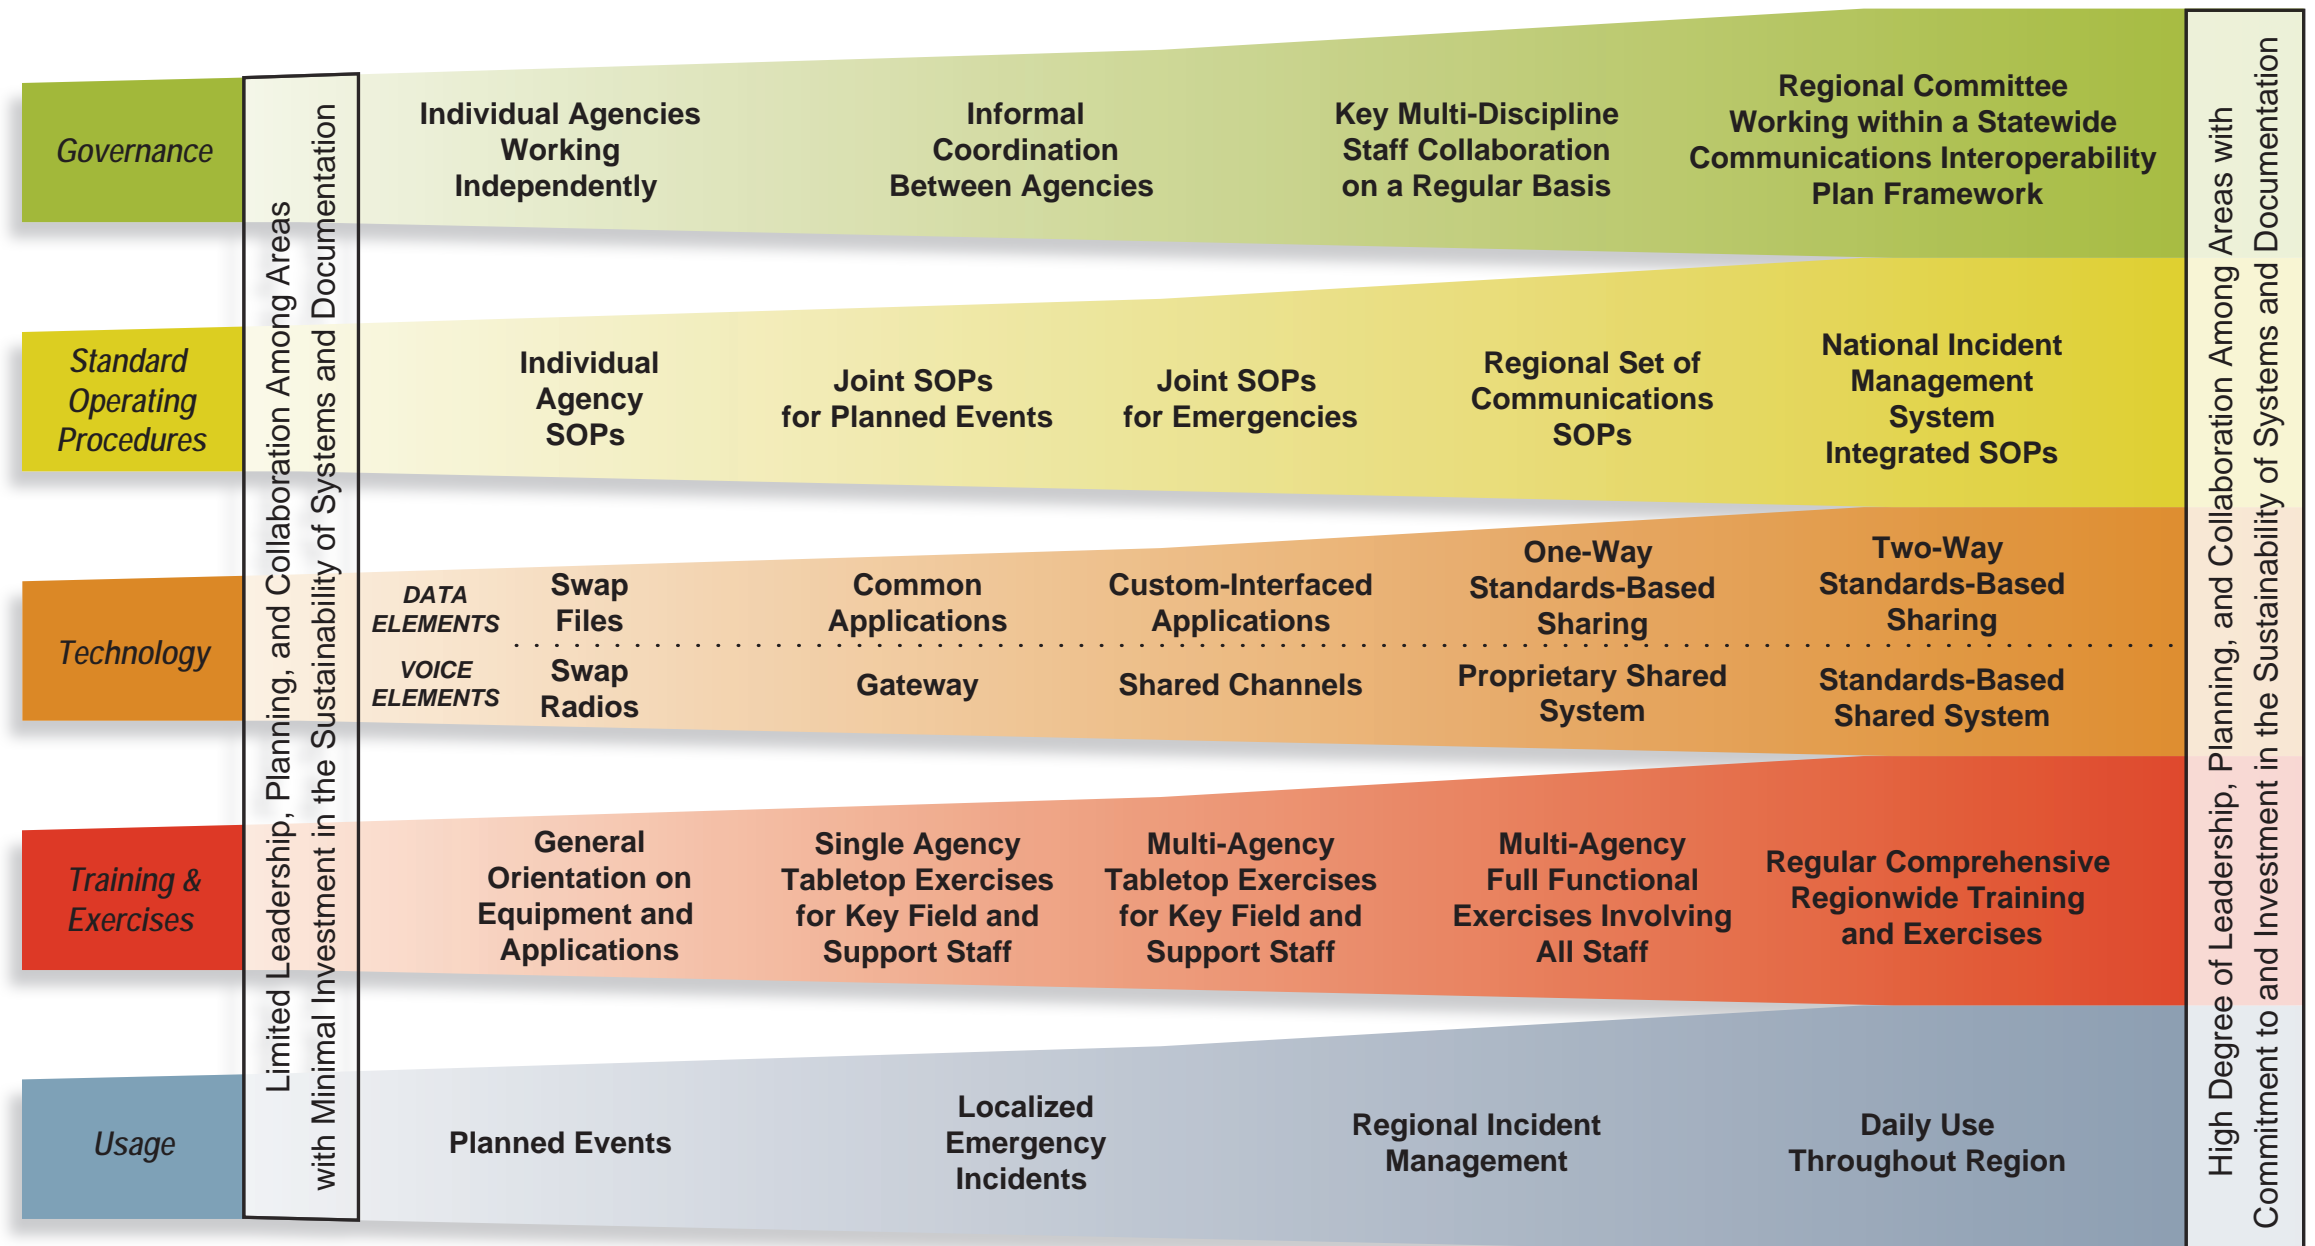 Limited Leadership, Planning, and Collaboration Among Areas
with Minimal Investment in the Sustainability of Systems and Documentation
Governance
Individual Agencies
Working
Independently
Informal
Coordination
Between Agencies
Key Multi-Discipline
Staff Collaboration
on a Regular Basis
Regional Committee
Working within a Statewide
Communications Interoperability
Plan Framework
Standard
Operating
Procedures
Individual
Agency
SOPs
Joint SOPs
for Planned Events
Joint SOPs
for Emergencies
Regional Set of
Communications
SOPs
National Incident
Management
System
Integrated SOPs
Technology
DATA
ELEMENTS
Swap
Files
Common
Applications
Custom-Interfaced
Applications
One-Way
Standards-Based
Sharing
Two-Way
Standards-Based
Sharing
VOICE
ELEMENTS
Swap
Radios
Gateway
Shared Channels
Proprietary Shared
System
Standards-Based
Shared System
Training &
Exercises
General
Orientation on
Equipment and
Applications
Single Agency
Tabletop Exercises
for Key Field and
Support Staff
Multi-Agency
Tabletop Exercises
for Key Field and
Support Staff
Multi-Agency
Full Functional
Exercises Involving
All Staff
Regular Comprehensive
Regionwide Training
and Exercises
Usage
Planned Events
Localized
Emergency
Incidents
Regional Incident
Management
Daily Use
Throughout Region
High Degree of Leadership, Planning, and Collaboration Among Areas with
Commitment to and Investment in the Sustainability of Systems and Documentation